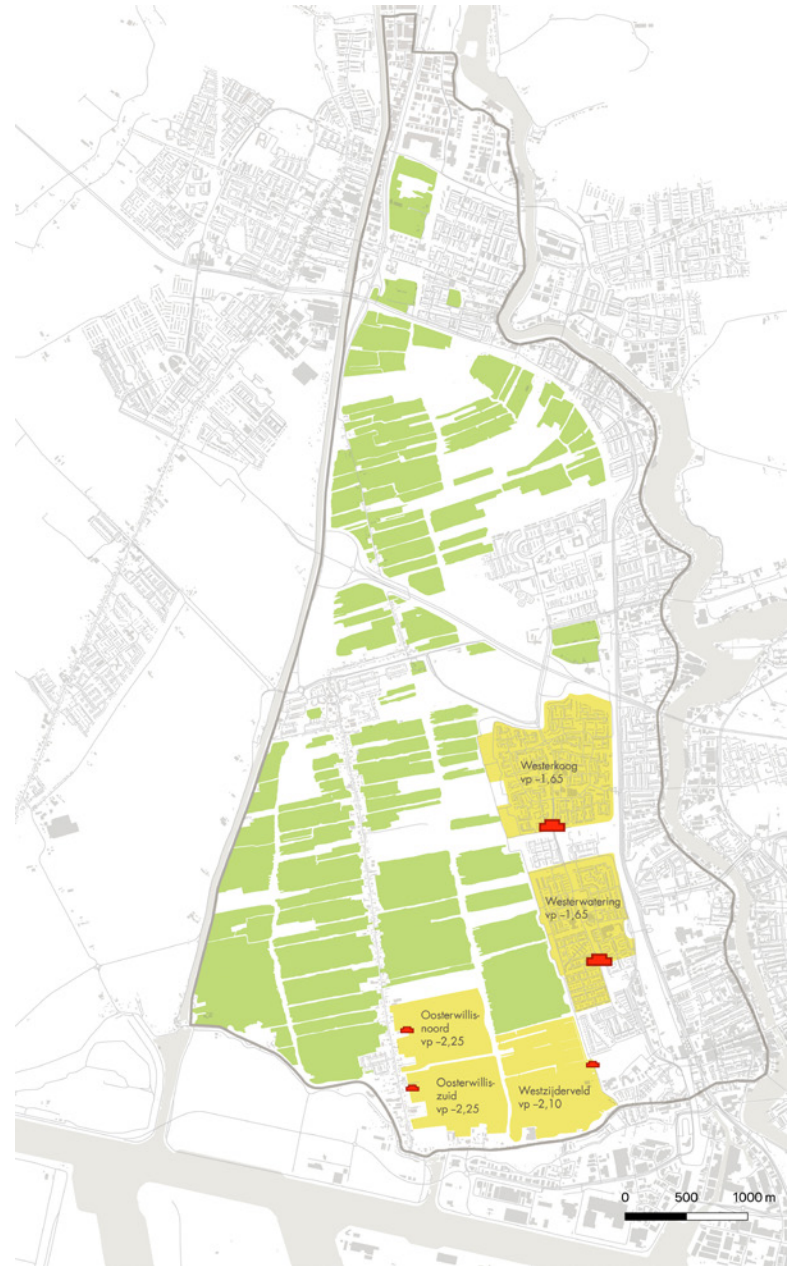 Westerkoog
vp –1,65
Westerwatering
vp –1,65
Oosterwillis-
noord
vp –2,25
Oosterwillis-
zuid
vp –2,25
Westzijderveld
vp –2,10
0 500 1000 m